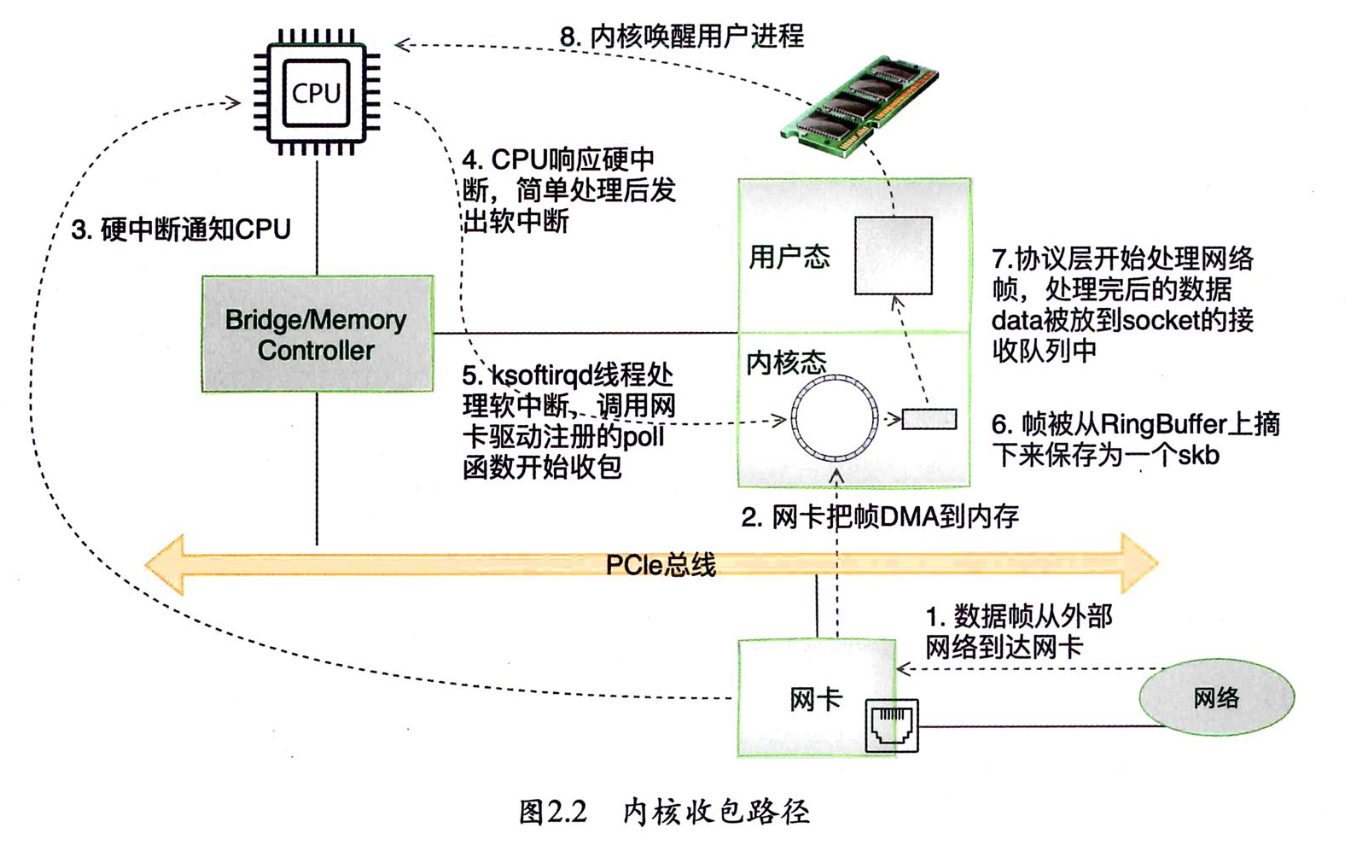 8. 内核唤醒用户进程
CPU
4. CPU响应硬中
断，简单处理后发
出软中断
3. 硬中断通知CPU
用户态
7.协议层开始处理网络
帧，处理完后的数据
data被放到socket的接
收队列中
Bridge/Memory
Controller
内核态
5. ksoftirqd线程处
理软中断，调用网
卡驱动注册的poll
函数开始收包
6. 帧被从RingBuffer上摘
下来保存为一个skb
2. 网卡把帧DMA到内存
PCIe总线
1. 数据帧从外部
网络到达网卡
网卡
网络
图2.2 内核收包路径